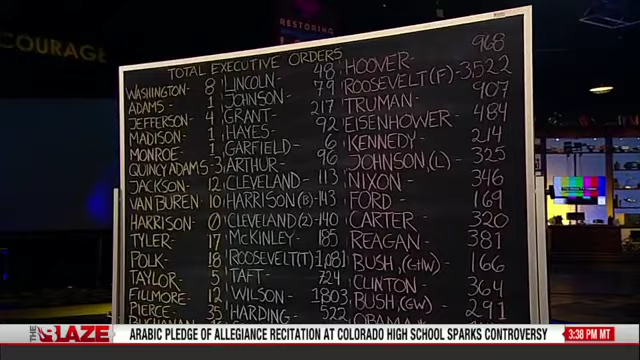 COURAGE
RESTORING
TOTAL EXECUTIVE ORDERS
WASHINGTON- 8
ADAMS- 1
JEFFERSON- 4
MADISON- 1
MONROE- 1
QUINCY ADAMS-3
JACKSON- 12
VAN BUREN 10
HARRISON- 0
TYLER- 17
POLK- 18
TAYLOR- 5
FILLMORE- 12
PIERCE- 35
BUCHANAN
LINCOLN- 48
JOHNSON- 79
GRANT- 217
HAYES- 92
GARFIELD- 6
ARTHUR- 96
CLEVELAND- 113
HARRISON(B)-143
CLEVELAND(2)-140
MCKINLEY- 185
ROOSEVELT(T)-1,081
TAFT- 724
WILSON- 1803
HARDING- 522
HOOVER- 968
ROOSEVELT(F)-3,522
TRUMAN- 907
EISENHOWER- 484
KENNEDY- 214
JOHNSON,(L)- 325
NIXON- 346
FORD- 169
CARTER- 320
REAGAN- 381
BUSH,(GHW)- 166
CLINTON- 364
BUSH,(GW)- 291
OBAMA
THE BLAZE
ARABIC PLEDGE OF ALLEGIANCE RECITATION AT COLORADO HIGH SCHOOL SPARKS CONTROVERSY
3:38 PM MT